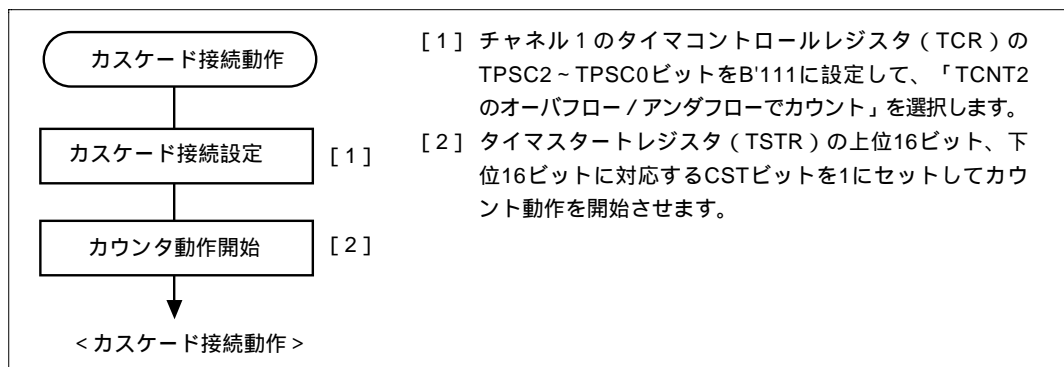 カスケード接続動作
カスケード接続設定 [1]
カウンタ動作開始 [2]
<カスケード接続動作>
[1] チャネル1のタイマコントロールレジスタ(TCR)の
TPSC2~TPSC0ビットをB'111に設定して、「TCNT2
のオーバフロー/アンダフローでカウント」を選択します。
[2] タイマスタートレジスタ(TSTR)の上位16ビット、下
位16ビットに対応するCSTビットを1にセットしてカウ
ント動作を開始させます。